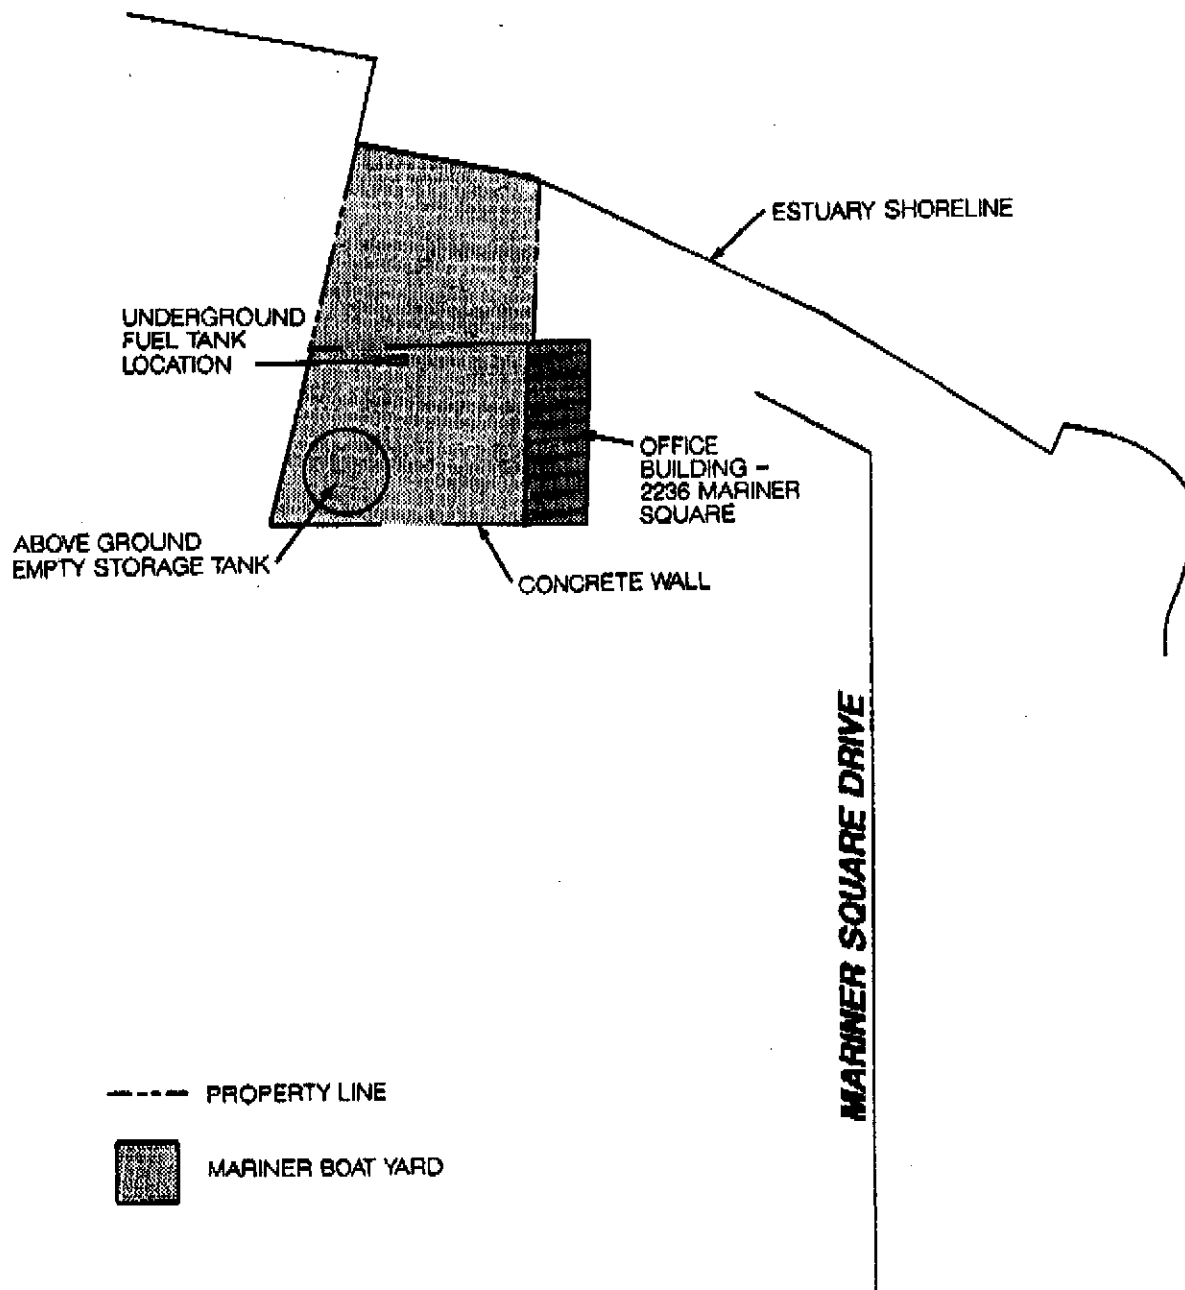 ESTUARY SHORELINE
UNDERGROUND
FUEL TANK
LOCATION
OFFICE
BUILDING -
2236 MARINER
SQUARE
ABOVE GROUND
EMPTY STORAGE TANK
CONCRETE WALL
MARINER SQUARE DRIVE
PROPERTY LINE
MARINER BOAT YARD